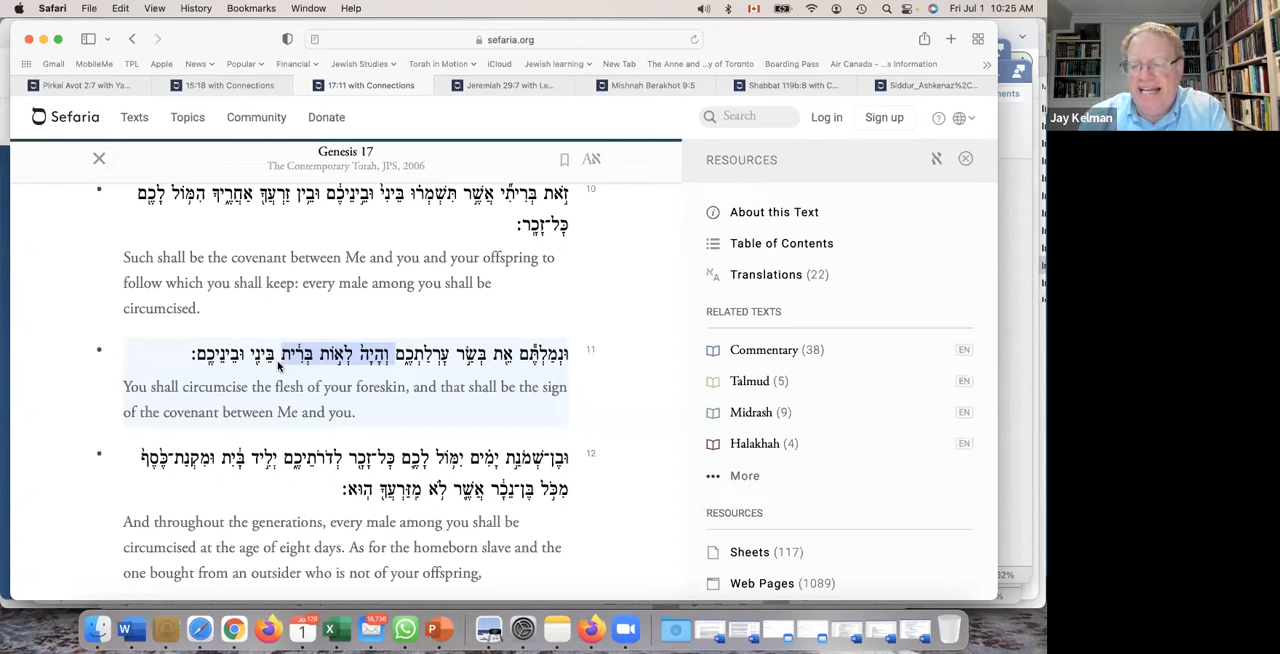 Safari File Edit View History Bookmarks Window Help Fri Jul 1 10:25 AM
sefaria.org
Gmail MobileMe TPL Apple News Popular Financial Jewish Studies Torah in Motion iCloud Jewish learning New Tab The Anne and ...y of Toronto Boarding Pass Air Canada - ...s Information
Pirkei Avot 2:7 with Ya... 15:18 with Connections 17:11 with Connections Jeremiah 29:7 with Le... Mishnah Berakhot 9:5 Shabbat 119b:8 with C... Siddur_Ashkenaz%2C...
Sefaria Texts Topics Community Donate Search Log in Sign up
Genesis 17
The Contemporary Torah, JPS, 2006
10
זֹ֣את בְּרִיתִ֞י אֲשֶׁ֣ר תִּשְׁמְר֗וּ בֵּינִי֙ וּבֵ֣ינֵיכֶ֔ם וּבֵ֥ין זַרְעֲךָ֖ אַחֲרֶ֑יךָ הִמּ֥וֹל לָכֶ֖ם
כׇּל־זָכָֽר׃
Such shall be the covenant between Me and you and your offspring to
follow which you shall keep: every male among you shall be
circumcised.
11
וּנְמַלְתֶּ֕ם אֵ֖ת בְּשַׂ֣ר עׇרְלַתְכֶ֑ם וְהָיָה֙ לְא֣וֹת בְּרִ֔ית בֵּינִ֖י וּבֵינֵיכֶֽם׃
You shall circumcise the flesh of your foreskin, and that shall be the sign
of the covenant between Me and you.
12
וּבֶן־שְׁמֹנַ֣ת יָמִ֗ים יִמּ֥וֹל לָכֶ֛ם כׇּל־זָכָ֖ר לְדֹרֹתֵיכֶ֑ם יְלִ֣יד בָּ֔יִת וּמִקְנַת־כֶּ֙סֶף֙
מִכֹּ֣ל בֶּן־נֵכָ֔ר אֲשֶׁ֛ר לֹ֥א מִֽזַּרְעֲךָ֖ הֽוּא׃
And throughout the generations, every male among you shall be
circumcised at the age of eight days. As for the homeborn slave and the
one bought from an outsider who is not of your offspring,
RESOURCES
About this Text
Table of Contents
Translations (22)
RELATED TEXTS
Commentary (38) EN
Talmud (5) EN
Midrash (9) EN
Halakhah (4) EN
More
RESOURCES
Sheets (117)
Web Pages (1089)
Jay Kelman